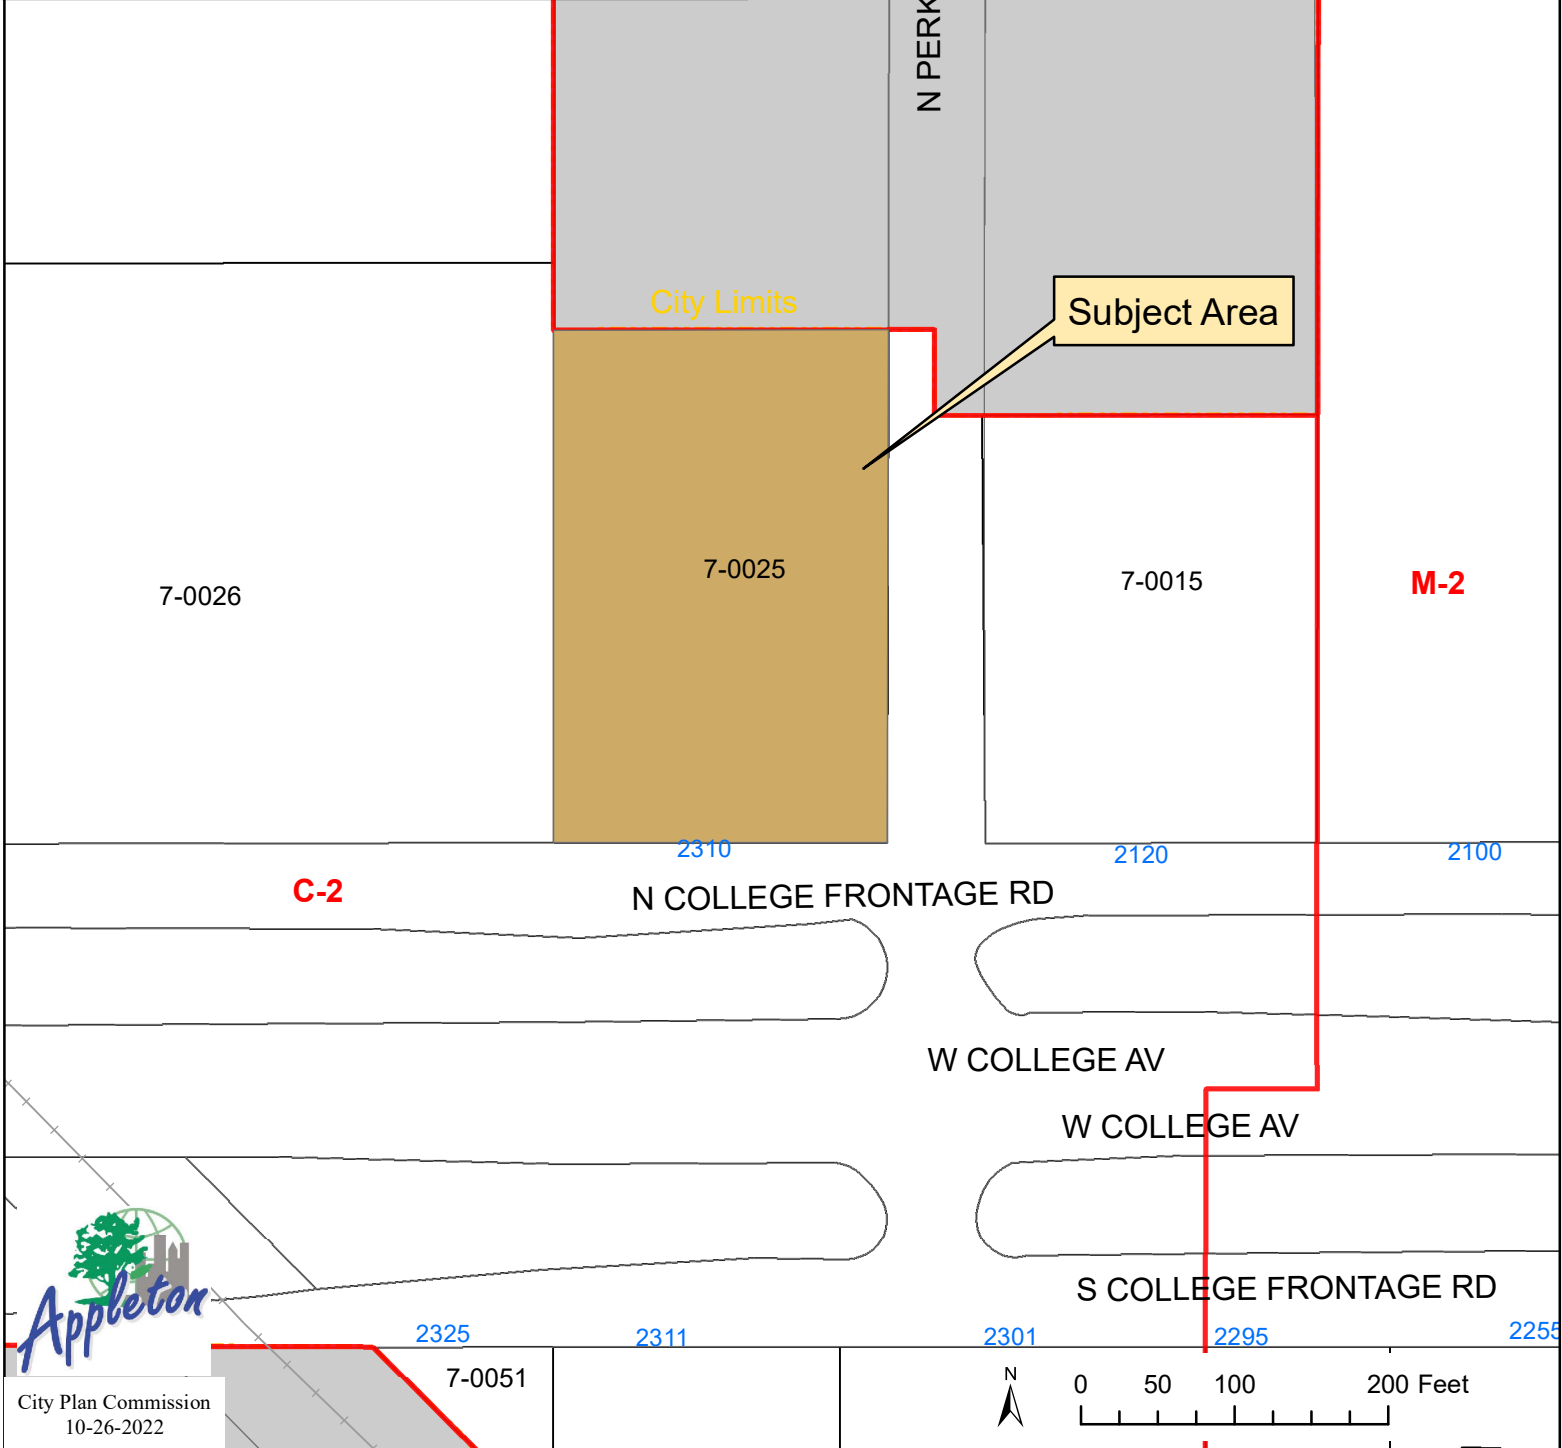 N PERK
City Limits
Subject Area
7-0026
7-0025
7-0015
M-2
2310
2120
2100
C-2
N COLLEGE FRONTAGE RD
W COLLEGE AV
W COLLEGE AV
S COLLEGE FRONTAGE RD
Appleton
2325
2311
2301
2295
2255
7-0051
N
0 50 100 200 Feet
City Plan Commission
10-26-2022